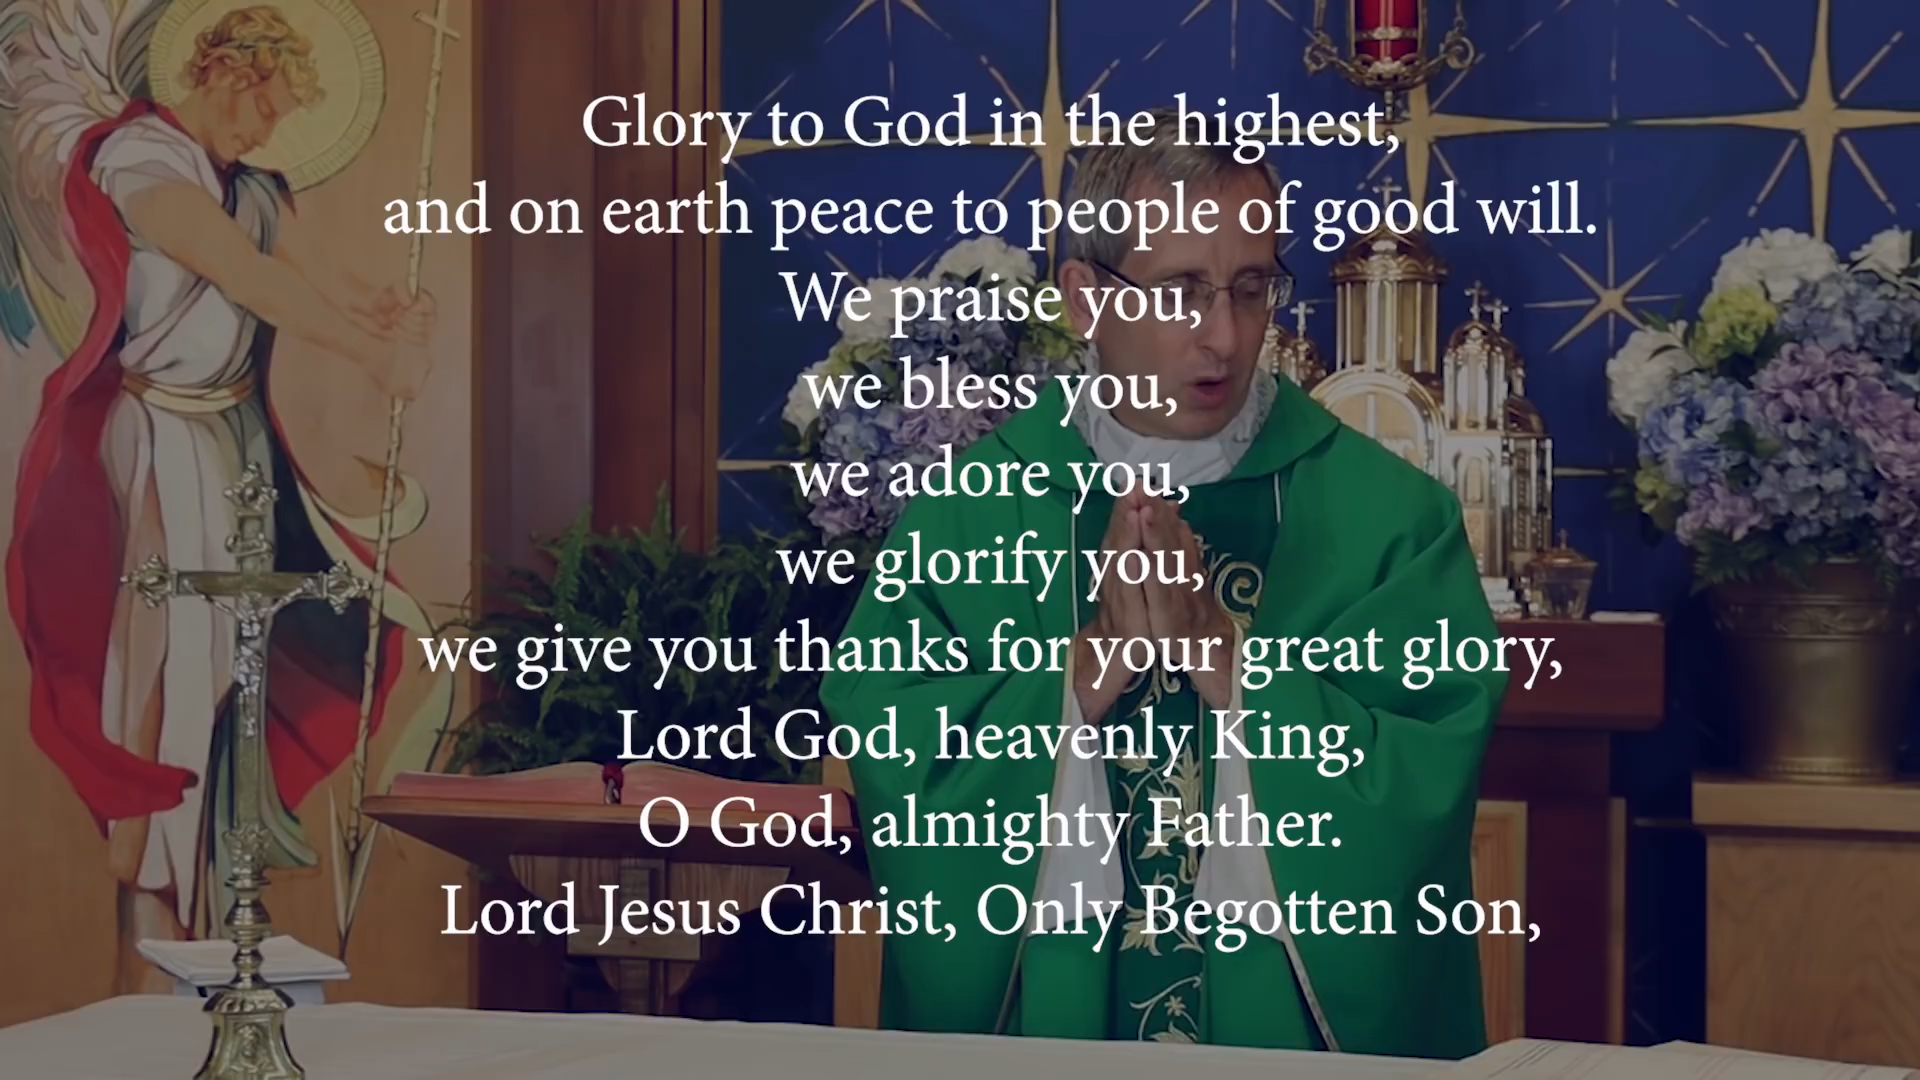 Glory to God in the highest,
and on earth peace to people of good will.
We praise you,
we bless you,
we adore you,
we glorify you,
we give you thanks for your great glory,
Lord God, heavenly King,
O God, almighty Father.
Lord Jesus Christ, Only Begotten Son,